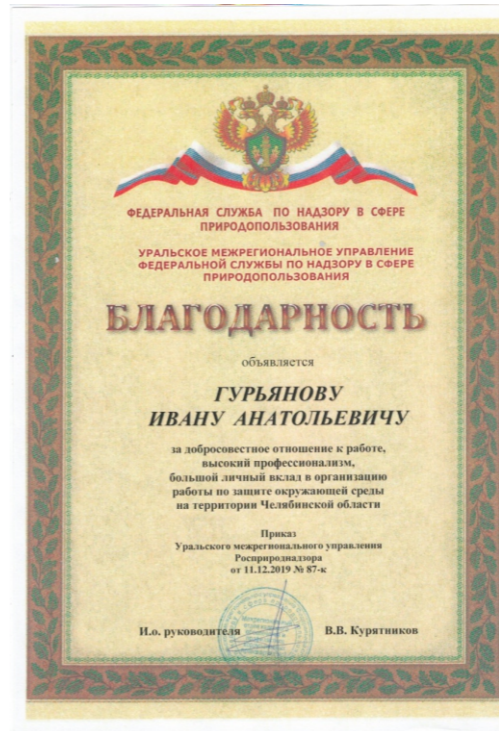 ФЕДЕРАЛЬНАЯ СЛУЖБА ПО НАДЗОРУ В СФЕРЕ
ПРИРОДОПОЛЬЗОВАНИЯ
УРАЛЬСКОЕ МЕЖРЕГИОНАЛЬНОЕ УПРАВЛЕНИЕ
ФЕДЕРАЛЬНОЙ СЛУЖБЫ ПО НАДЗОРУ В СФЕРЕ
ПРИРОДОПОЛЬЗОВАНИЯ
БЛАГОДАРНОСТЬ
объявляется
ГУРЬЯНОВУ
ИВАНУ АНАТОЛЬЕВИЧУ
за добросовестное отношение к работе,
высокий профессионализм,
большой личный вклад в организацию
работы по защите окружающей среды
на территории Челябинской области
Приказ
Уральского межрегионального управления
Росприроднадзора
от 11.12.2019 № 87-к
И.о. руководителя В.В. Курятников